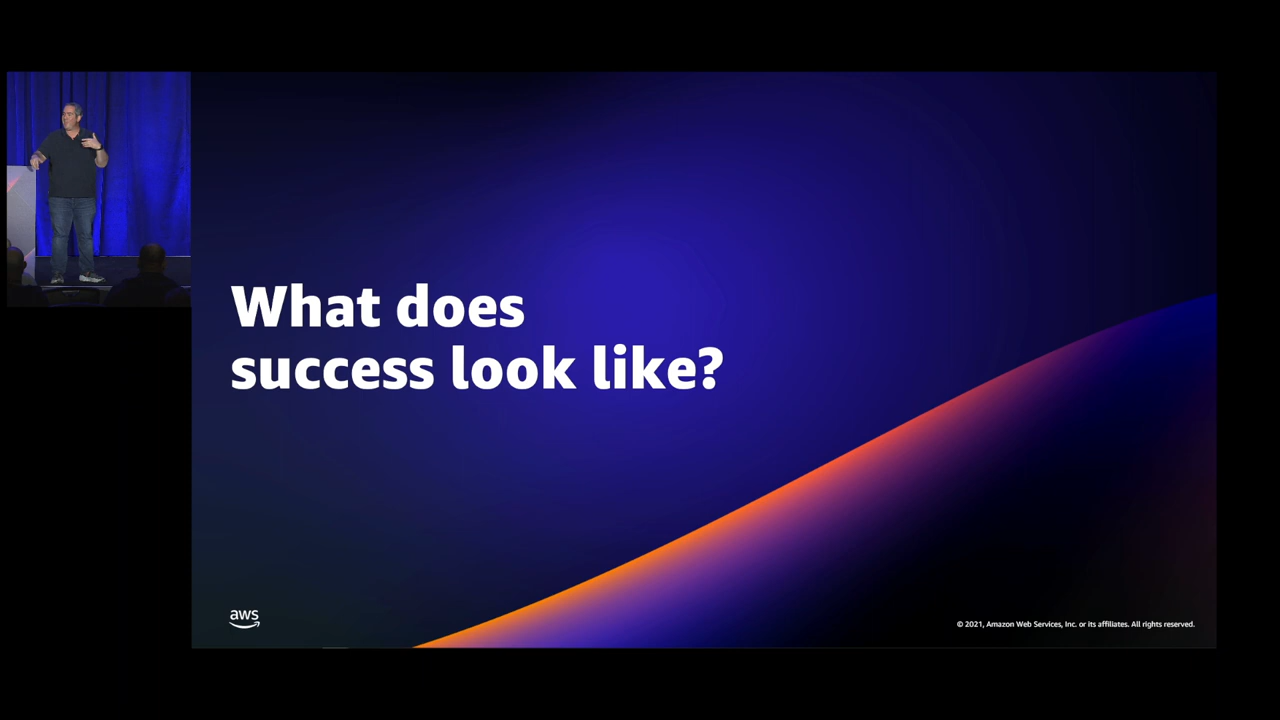 What does
success look like?
aws
© 2021, Amazon Web Services, Inc. or its affiliates. All rights reserved.